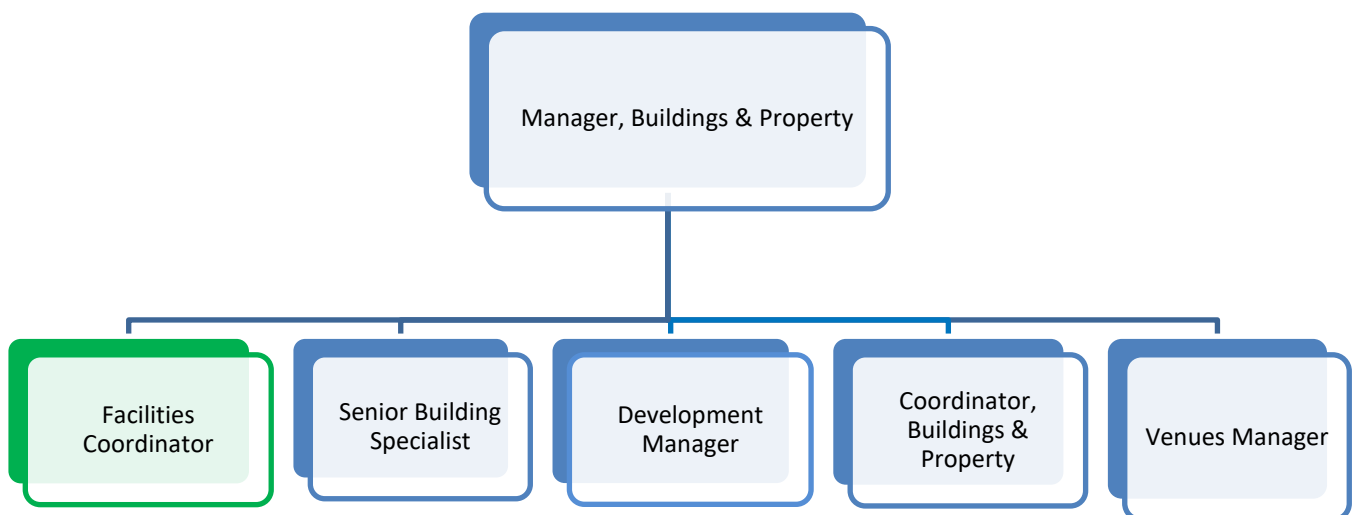 Manager, Buildings & Property
Facilities
Coordinator
Senior Building
Specialist
Development
Manager
Coordinator,
Buildings &
Property
Venues Manager